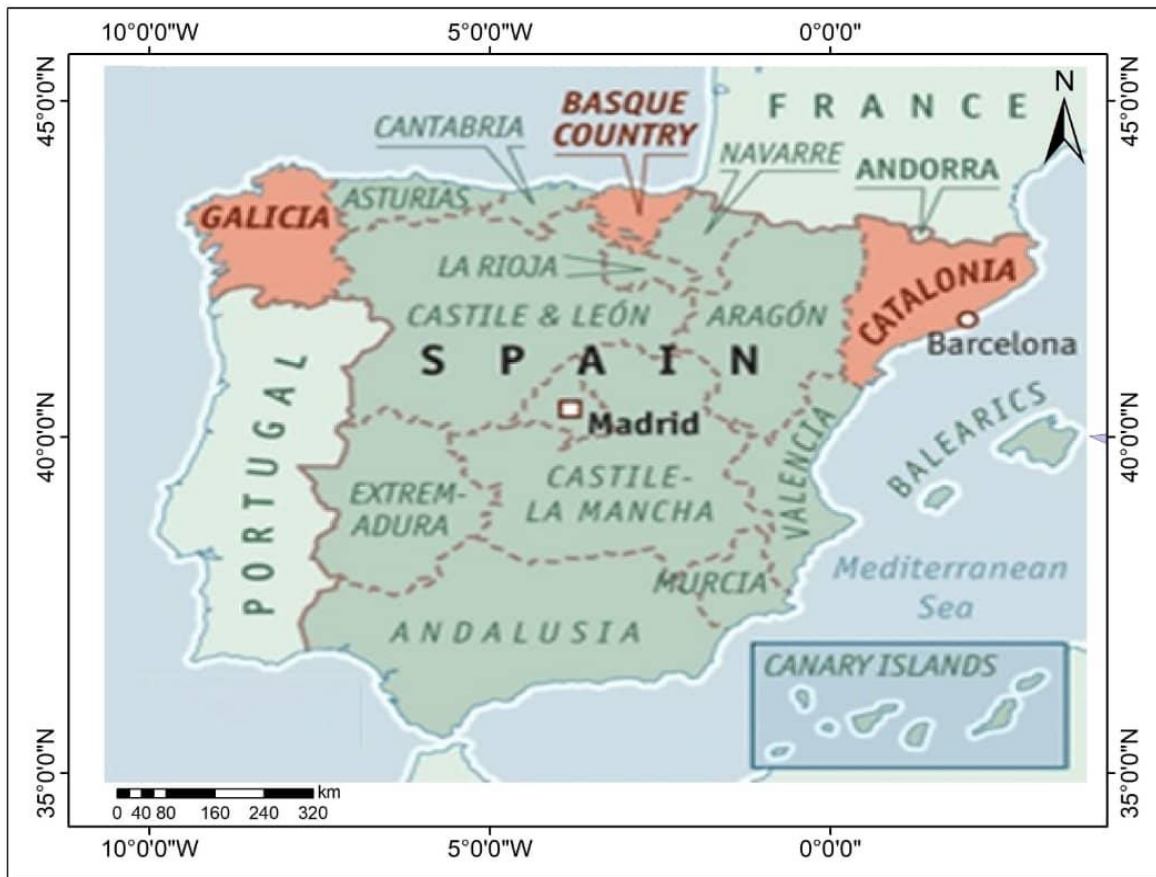 10°0'0"W 5°0'0"W 0°0'0"
45°0'0"N
45°0'0"N
N
FRANCE
BASQUE
COUNTRY
CANTABRIA
NAVARRE
ANDORRA
ASTURIAS
GALICIA
LA RIOJA
CATALONIA
CASTILE & LEÓN
ARAGÓN
SPAIN
Barcelona
Madrid
PORTUGAL
40°0'0"N
40°0'0"N
BALEARICS
VALENCIA
EXTREM-
ADURA
CASTILE-
LA MANCHA
Mediterranean
Sea
MURCIA
ANDALUSIA
CANARY ISLANDS
35°0'0"N
35°0'0"N
km
0 40 80 160 240 320
10°0'0"W 5°0'0"W 0°0'0"